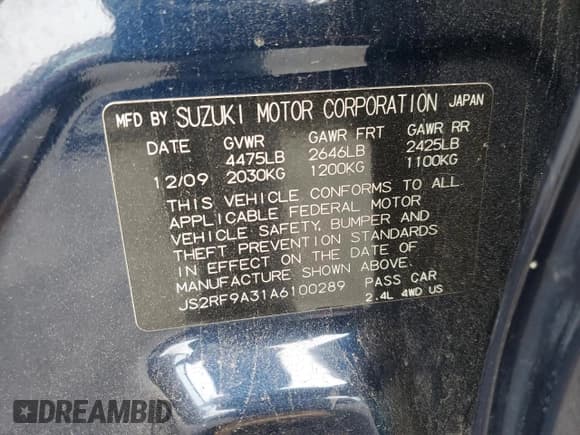 MFD BY SUZUKI MOTOR CORPORATION JAPAN
DATE GVWR GAWR FRT GAWR RR
4475LB 2646LB 2425LB
12/09 2030KG 1200KG 1100KG
THIS VEHICLE CONFORMS TO ALL
APPLICABLE FEDERAL MOTOR
VEHICLE SAFETY, BUMPER AND
THEFT PREVENTION STANDARDS
IN EFFECT ON THE DATE OF
MANUFACTURE SHOWN ABOVE.
JS2RF9A31A6100289 PASS CAR
2.4L 4WD US
DREAMBID